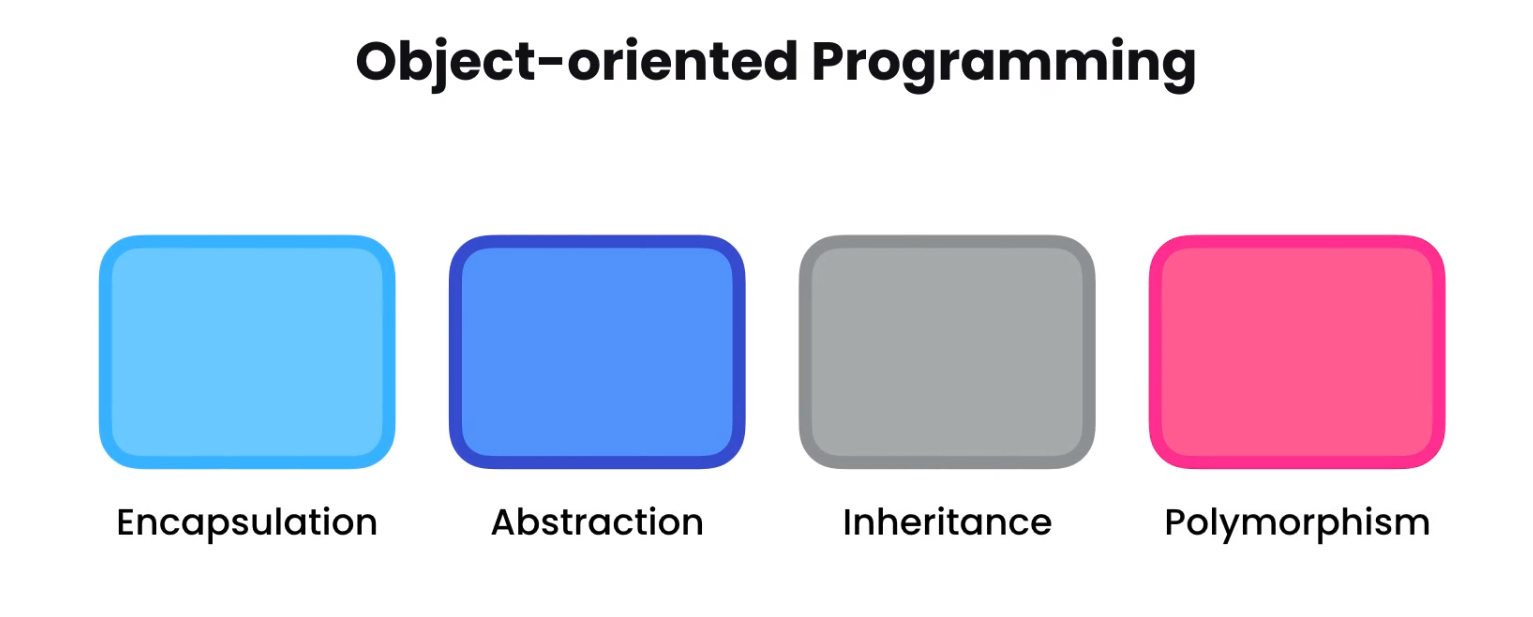 Object-oriented Programming
Encapsulation
Abstraction
Inheritance
Polymorphism